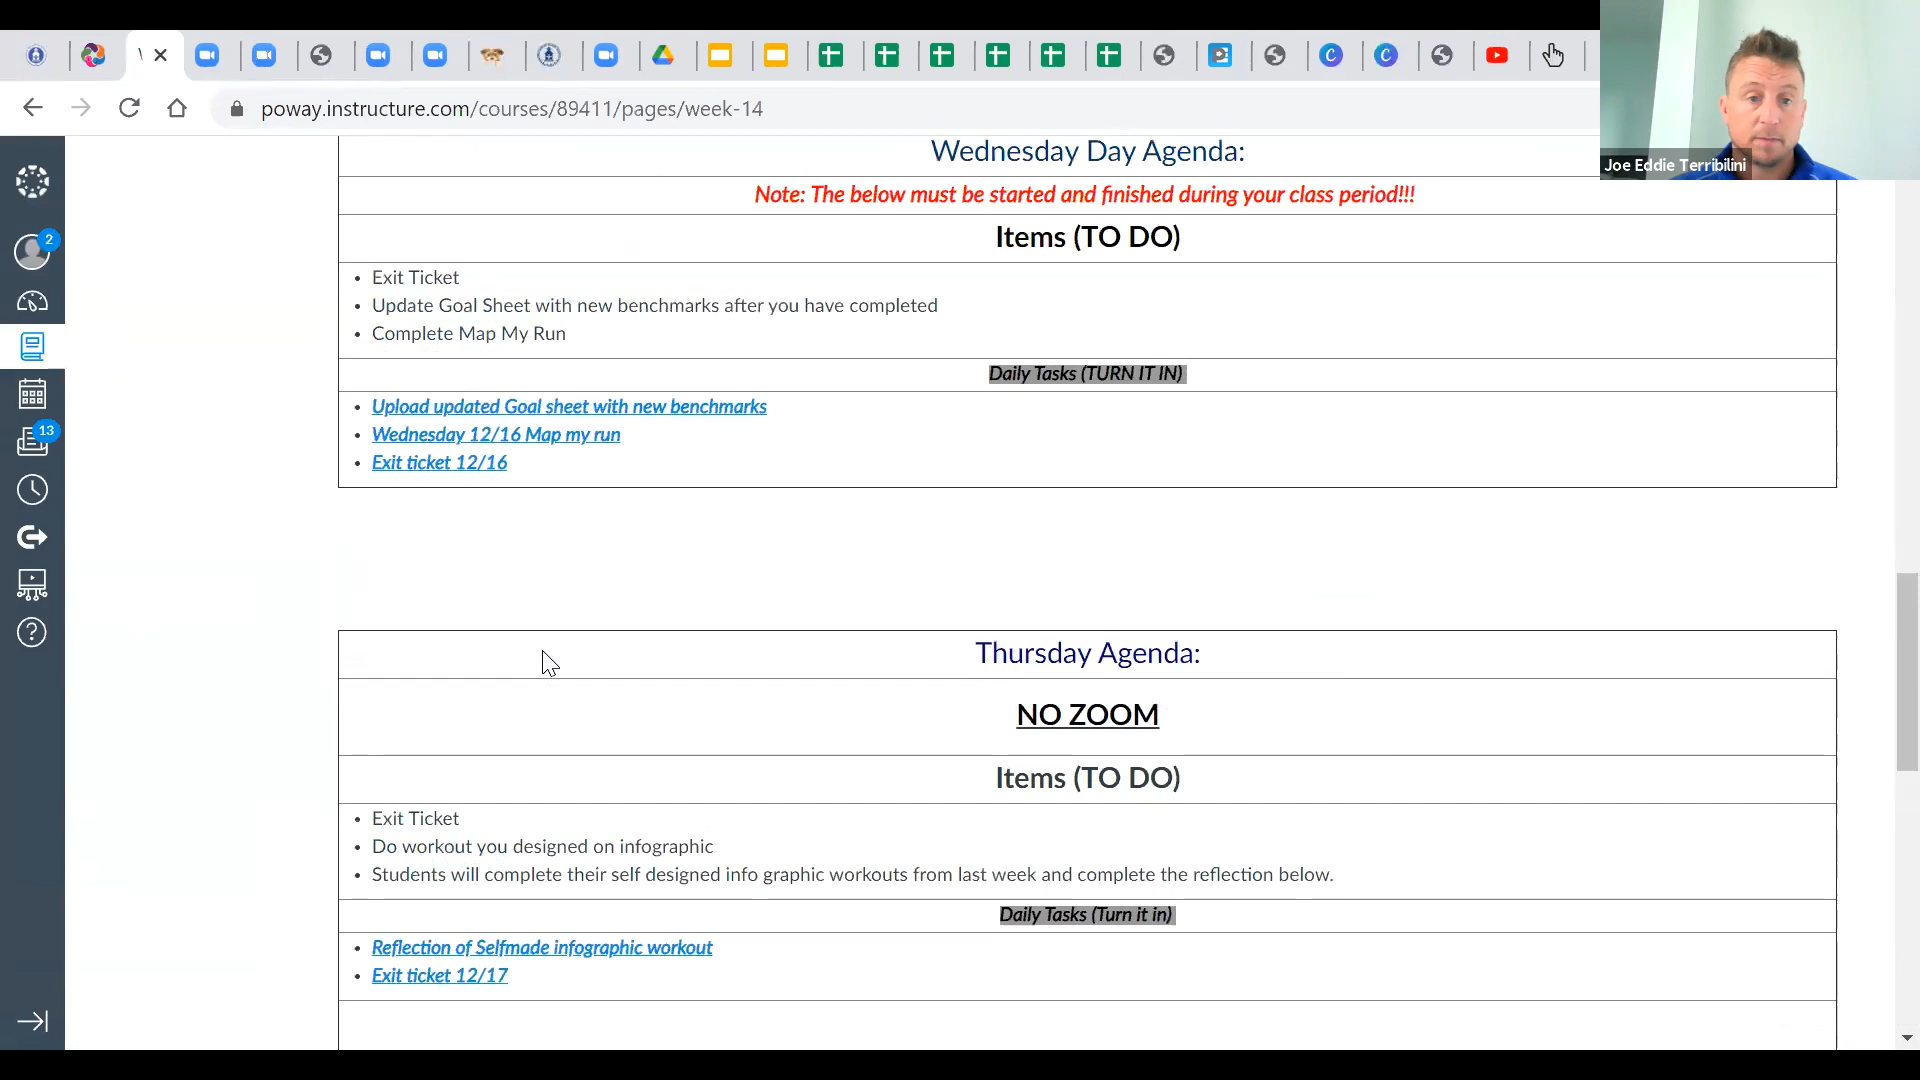 poway.instructure.com/courses/89411/pages/week-14
Joe Eddie Terribilini
Wednesday Day Agenda:
Note: The below must be started and finished during your class period!!!
Items (TO DO)
Exit Ticket
Update Goal Sheet with new benchmarks after you have completed
Complete Map My Run
Daily Tasks (TURN IT IN)
Upload updated Goal sheet with new benchmarks
Wednesday 12/16 Map my run
Exit ticket 12/16
2
13
Thursday Agenda:
NO ZOOM
Items (TO DO)
Exit Ticket
Do workout you designed on infographic
Students will complete their self designed info graphic workouts from last week and complete the reflection below.
Daily Tasks (Turn it in)
Reflection of Selfmade infographic workout
Exit ticket 12/17